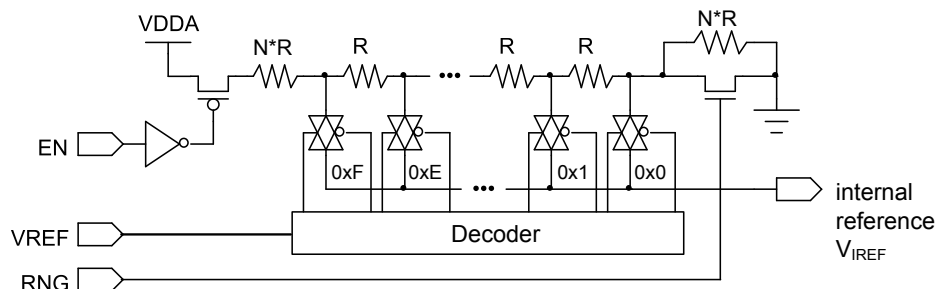 VDDA
N*R R R R N*R
EN
0xF 0xE 0x1 0x0
internal
reference
VIREF
Decoder
VREF
RNG